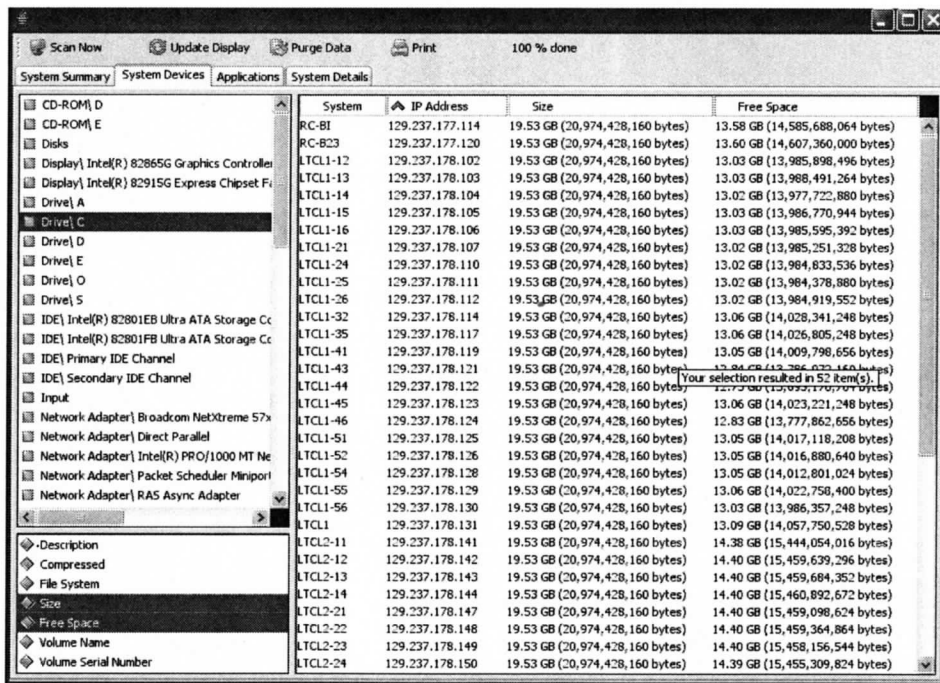 Scan Now Update Display Purge Data Print 100 % done
System Summary System Devices Applications System Details
CD-ROM\ D
CD-ROM\ E
Disks
Display\ Intel(R) 82865G Graphics Controller
Display\ Intel(R) 82915G Express Chipset Fa
Drive\ A
Drive\ C
Drive\ D
Drive\ E
Drive\ O
Drive\ S
IDE\ Intel(R) 82801EB Ultra ATA Storage Cc
IDE\ Intel(R) 82801FB Ultra ATA Storage Cc
IDE\ Primary IDE Channel
IDE\ Secondary IDE Channel
Input
Network Adapter\ Broadcom NetXtreme 57x
Network Adapter\ Direct Parallel
Network Adapter\ Intel(R) PRO/1000 MT Ne
Network Adapter\ Packet Scheduler Miniport
Network Adapter\ RAS Async Adapter
-Description
Compressed
File System
Size
Free Space
Volume Name
Volume Serial Number
System IP Address Size Free Space
RC-BI 129.237.177.114 19.53 GB (20,974,428,160 bytes) 13.58 GB (14,585,688,064 bytes)
RC-B23 129.237.177.120 19.53 GB (20,974,428,160 bytes) 13.60 GB (14,607,360,000 bytes)
LTCL1-12 129.237.178.102 19.53 GB (20,974,428,160 bytes) 13.03 GB (13,985,898,496 bytes)
LTCL1-13 129.237.178.103 19.53 GB (20,974,428,160 bytes) 13.03 GB (13,988,491,264 bytes)
LTCL1-14 129.237.178.104 19.53 GB (20,974,428,160 bytes) 13.02 GB (13,977,722,880 bytes)
LTCL1-15 129.237.178.105 19.53 GB (20,974,428,160 bytes) 13.03 GB (13,986,770,944 bytes)
LTCL1-16 129.237.178.106 19.53 GB (20,974,428,160 bytes) 13.03 GB (13,985,595,392 bytes)
LTCL1-21 129.237.178.107 19.53 GB (20,974,428,160 bytes) 13.02 GB (13,985,251,328 bytes)
LTCL1-24 129.237.178.110 19.53 GB (20,974,428,160 bytes) 13.02 GB (13,984,833,536 bytes)
LTCL1-25 129.237.178.111 19.53 GB (20,974,428,160 bytes) 13.02 GB (13,984,378,880 bytes)
LTCL1-26 129.237.178.112 19.53 GB (20,974,428,160 bytes) 13.02 GB (13,984,919,552 bytes)
LTCL1-32 129.237.178.114 19.53 GB (20,974,428,160 bytes) 13.06 GB (14,028,341,248 bytes)
LTCL1-35 129.237.178.117 19.53 GB (20,974,428,160 bytes) 13.06 GB (14,026,805,248 bytes)
LTCL1-41 129.237.178.119 19.53 GB (20,974,428,160 bytes) 13.05 GB (14,009,798,656 bytes)
LTCL1-43 129.237.178.121 19.53 GB (20,974,428,160 bytes)
Your selection resulted in 52 item(s).
LTCL1-44 129.237.178.122 19.53 GB (20,974,428,160 bytes)
LTCL1-45 129.237.178.123 19.53 GB (20,974,428,160 bytes) 13.06 GB (14,023,221,248 bytes)
LTCL1-46 129.237.178.124 19.53 GB (20,974,428,160 bytes) 12.83 GB (13,777,862,656 bytes)
LTCL1-51 129.237.178.125 19.53 GB (20,974,428,160 bytes) 13.05 GB (14,017,118,208 bytes)
LTCL1-52 129.237.178.126 19.53 GB (20,974,428,160 bytes) 13.05 GB (14,016,880,640 bytes)
LTCL1-54 129.237.178.128 19.53 GB (20,974,428,160 bytes) 13.05 GB (14,012,801,024 bytes)
LTCL1-55 129.237.178.129 19.53 GB (20,974,428,160 bytes) 13.06 GB (14,022,758,400 bytes)
LTCL1-56 129.237.178.130 19.53 GB (20,974,428,160 bytes) 13.03 GB (13,986,357,248 bytes)
LTCL1 129.237.178.131 19.53 GB (20,974,428,160 bytes) 13.09 GB (14,057,750,528 bytes)
LTCL2-11 129.237.178.141 19.53 GB (20,974,428,160 bytes) 14.38 GB (15,444,054,016 bytes)
LTCL2-12 129.237.178.142 19.53 GB (20,974,428,160 bytes) 14.40 GB (15,459,639,296 bytes)
LTCL2-13 129.237.178.143 19.53 GB (20,974,428,160 bytes) 14.40 GB (15,459,684,352 bytes)
LTCL2-14 129.237.178.144 19.53 GB (20,974,428,160 bytes) 14.40 GB (15,460,892,672 bytes)
LTCL2-21 129.237.178.147 19.53 GB (20,974,428,160 bytes) 14.40 GB (15,459,098,624 bytes)
LTCL2-22 129.237.178.148 19.53 GB (20,974,428,160 bytes) 14.40 GB (15,459,364,864 bytes)
LTCL2-23 129.237.178.149 19.53 GB (20,974,428,160 bytes) 14.40 GB (15,458,156,544 bytes)
LTCL2-24 129.237.178.150 19.53 GB (20,974,428,160 bytes) 14.39 GB (15,455,309,824 bytes)